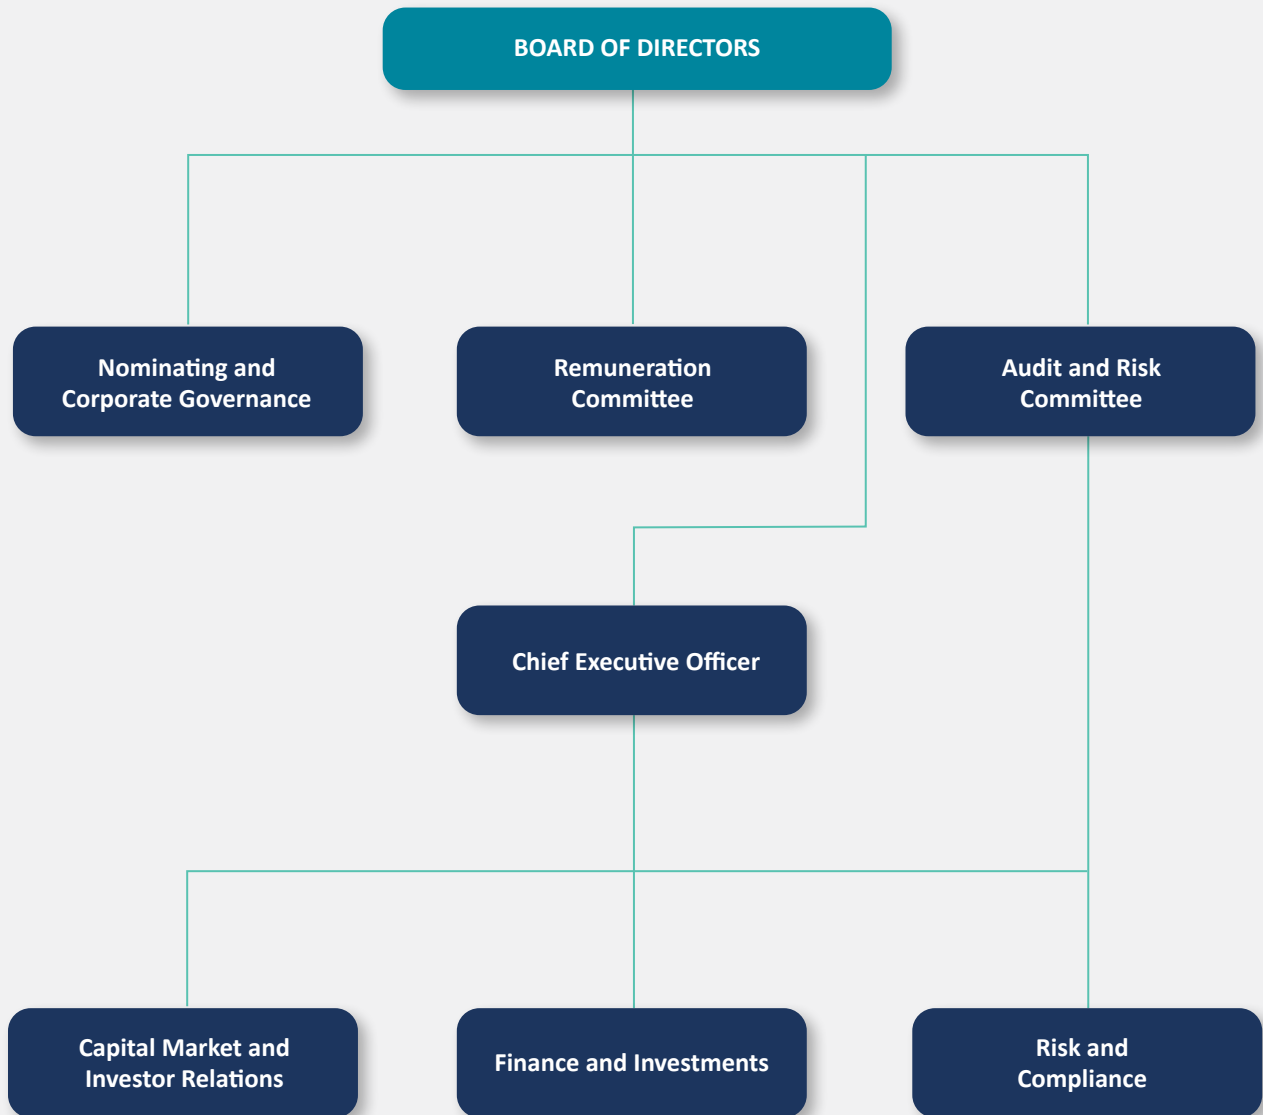 BOARD OF DIRECTORS
Nominating and
Corporate Governance
Remuneration
Committee
Audit and Risk
Committee
Chief Executive Officer
Capital Market and
Investor Relations
Finance and Investments
Risk and
Compliance